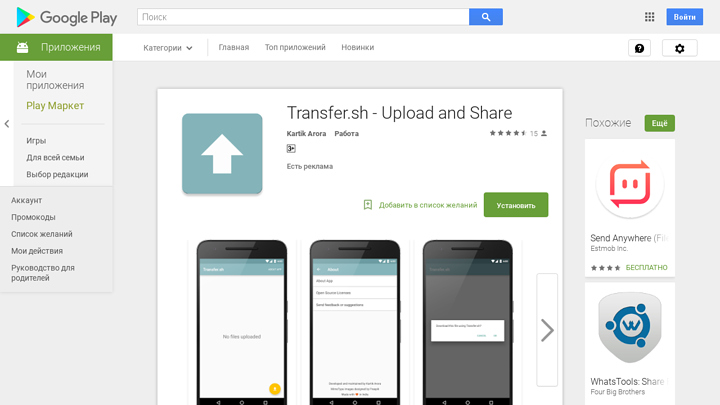 Google Play
Поиск
Войти
Приложения
Категории
Главная
Топ приложений
Новинки
Мои приложения
Play Маркет
Игры
Для всей семьи
Выбор редакции
Аккаунт
Промокоды
Список желаний
Мои действия
Руководство для
родителей
Transfer.sh - Upload and Share
Kartik Arora Работа
15
3+
Есть реклама
Добавить в список желаний
Установить
Transfer.sh
No files uploaded
About
About App
Open Source Licenses
Send feedback or suggestions
Transfer.sh
Похожие
Ещё
Send Anywhere (Fil
Estmob Inc.
БЕСПЛАТНО
WhatsTools: Share
Four Big Brothers